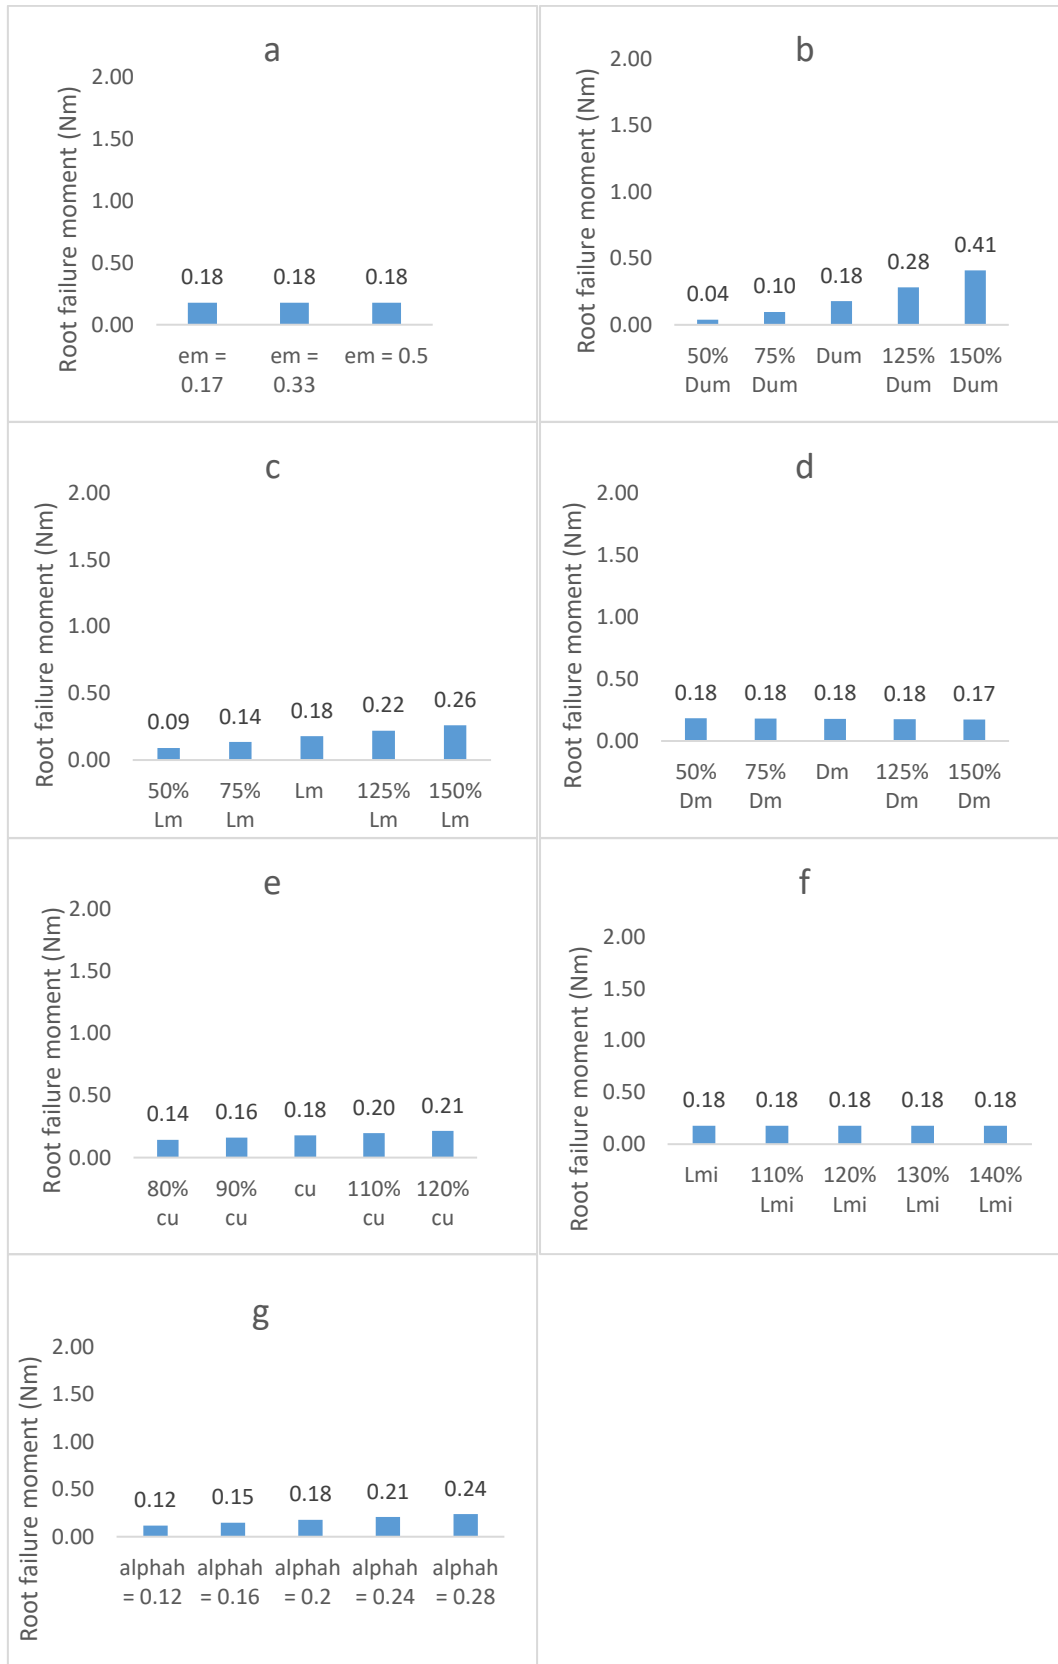 a
Root failure moment (Nm)
2.00
1.50
1.00
0.50
0.00
0.18 0.18 0.18
em = em = em = 0.5
0.17 0.33
b
Root failure moment (Nm)
2.00
1.50
1.00
0.50
0.00
0.04 0.10 0.18 0.28 0.41
50% 75% Dum 125% 150%
Dum Dum Dum Dum
c
Root failure moment (Nm)
2.00
1.50
1.00
0.50
0.00
0.09 0.14 0.18 0.22 0.26
50% 75% Lm 125% 150%
Lm Lm Lm Lm
d
Root failure moment (Nm)
2.00
1.50
1.00
0.50
0.00
0.18 0.18 0.18 0.18 0.17
50% 75% Dm 125% 150%
Dm Dm Dm Dm
e
Root failure moment (Nm)
2.00
1.50
1.00
0.50
0.00
0.14 0.16 0.18 0.20 0.21
80% 90% cu 110% 120%
cu cu cu cu
f
Root failure moment (Nm)
2.00
1.50
1.00
0.50
0.00
0.18 0.18 0.18 0.18 0.18
Lmi 110% 120% 130% 140%
Lmi Lmi Lmi Lmi
g
Root failure moment (Nm)
2.00
1.50
1.00
0.50
0.00
0.12 0.15 0.18 0.21 0.24
alphah alphah alphah alphah alphah
= 0.12 = 0.16 = 0.2 = 0.24 = 0.28